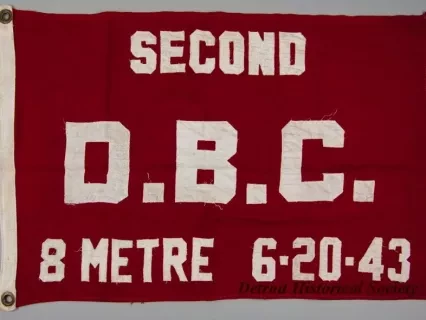 SECOND
D.B.C.
8 METRE 6-20-43
Detroit Historical Society